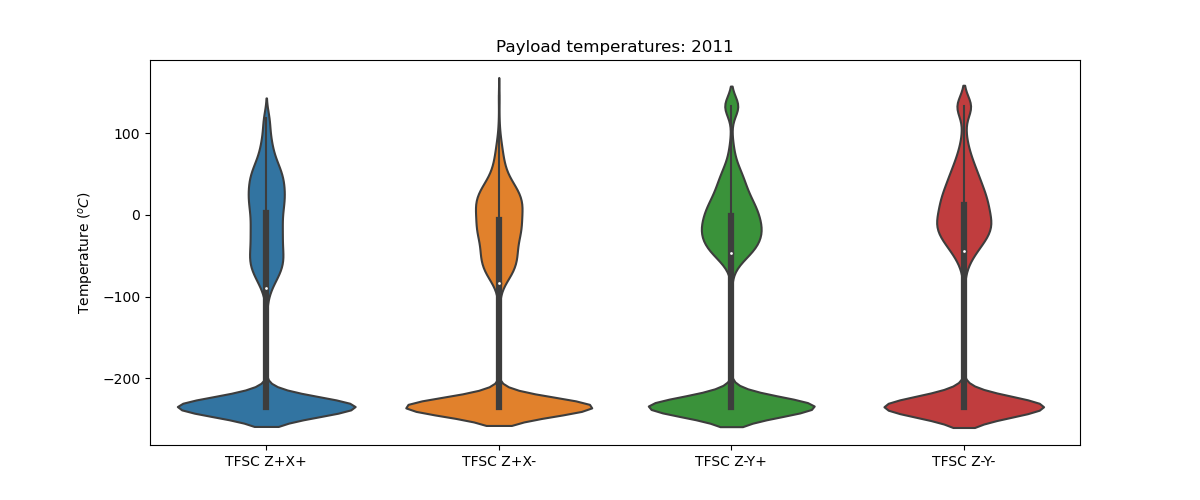 Payload temperatures: 2011
Temperature (°C)
100
0
−100
−200
TFSC Z+X+
TFSC Z+X-
TFSC Z-Y+
TFSC Z-Y-